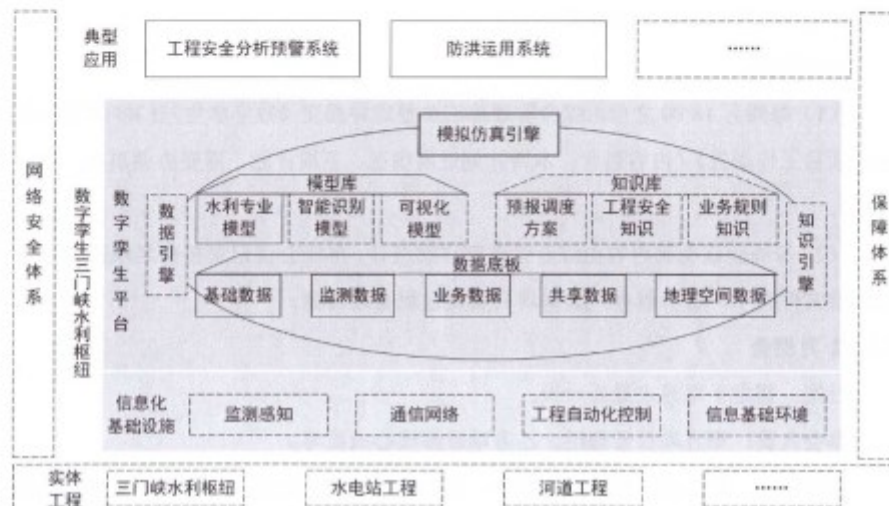 典型
应用
工程安全分析预警系统
防洪运用系统
……
网络安全体系
数字孪生三门峡水利枢纽
数字孪生平台
模拟仿真引擎
数据引擎
模型库
水利专业
模型
智能识别
模型
可视化
模型
知识库
预报调度
方案
工程安全
知识
业务规则
知识
知识引擎
数据底板
基础数据
监测数据
业务数据
共享数据
地理空间数据
信息化
基础设施
监测感知
通信网络
工程自动化控制
信息基础环境
保障体系
实体
工程
三门峡水利枢纽
水电站工程
河道工程
……